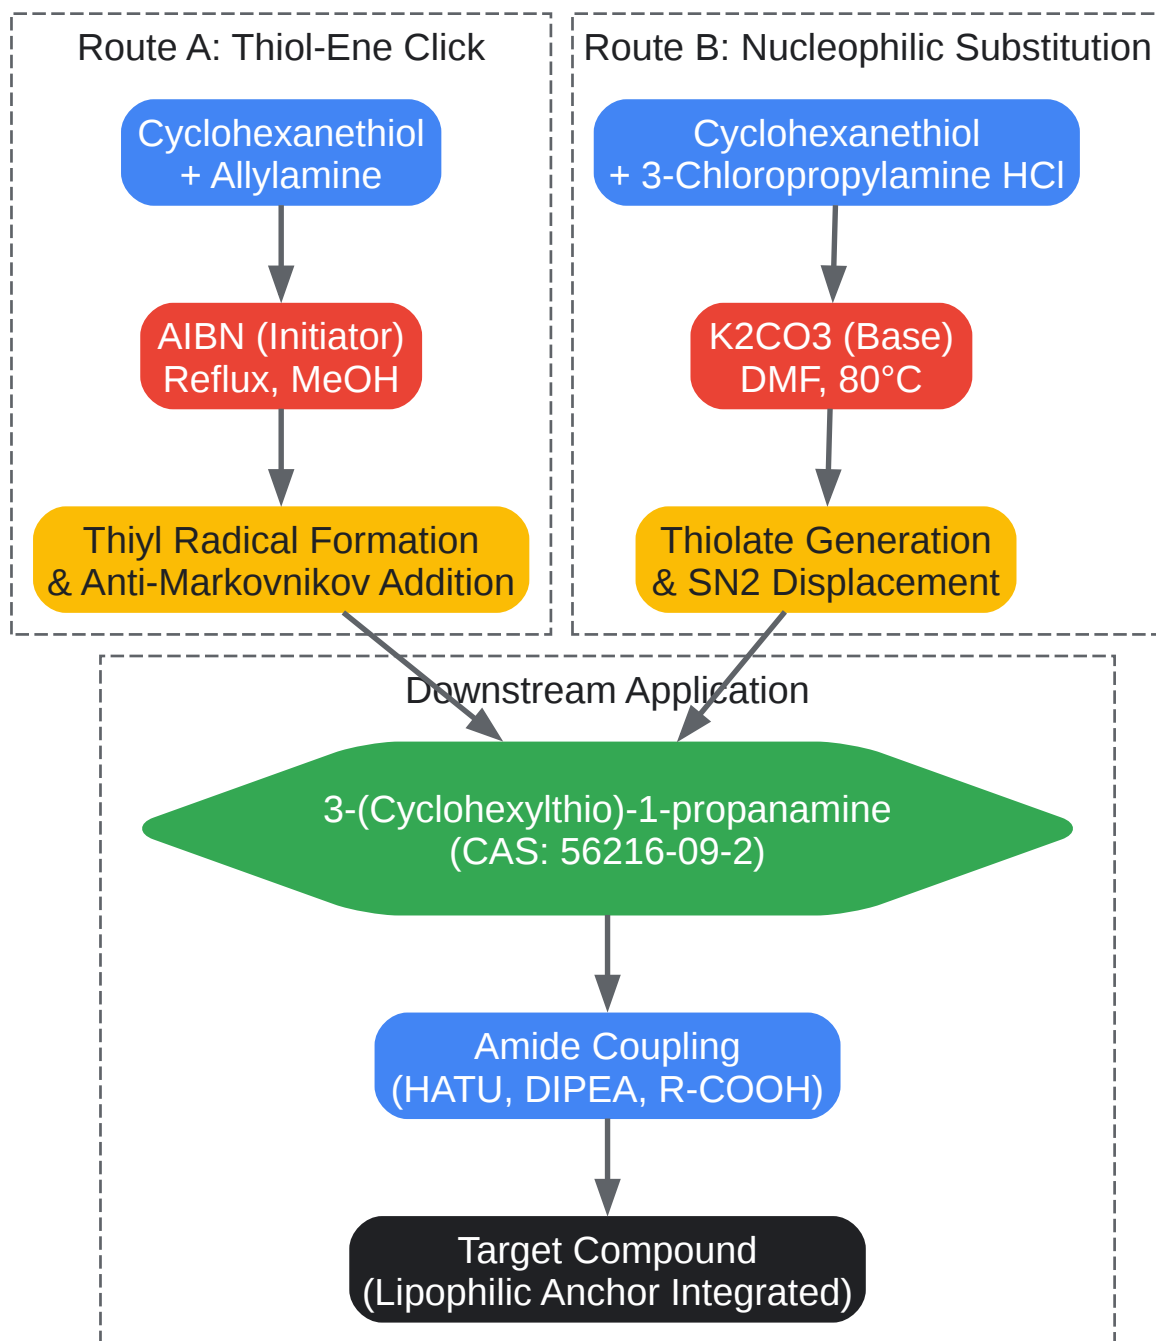 Route A: Thiol-Ene Click
Cyclohexanethiol
+ Allylamine
AIBN (Initiator)
Reflux, MeOH
Thiyl Radical Formation
& Anti-Markovnikov Addition
Route B: Nucleophilic Substitution
Cyclohexanethiol
+ 3-Chloropropylamine HCl
K2CO3 (Base)
DMF, 80°C
Thiolate Generation
& SN2 Displacement
Downstream Application
3-(Cyclohexylthio)-1-propanamine
(CAS: 56216-09-2)
Amide Coupling
(HATU, DIPEA, R-COOH)
Target Compound
(Lipophilic Anchor Integrated)